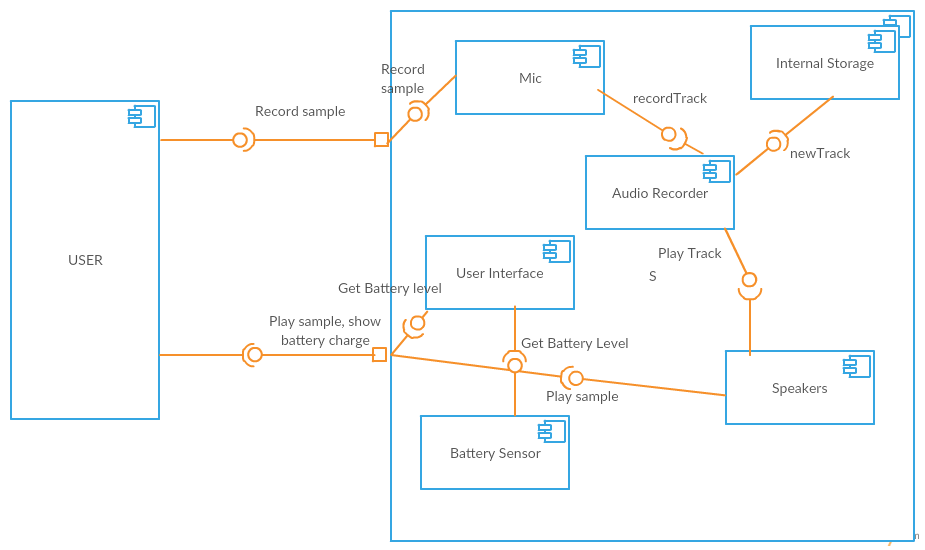 Record
sample
Record sample
Mic
Internal Storage
recordTrack
newTrack
Audio Recorder
USER
Play Track
S
User Interface
Get Battery level
Play sample, show
battery charge
Get Battery Level
Play sample
Speakers
Battery Sensor